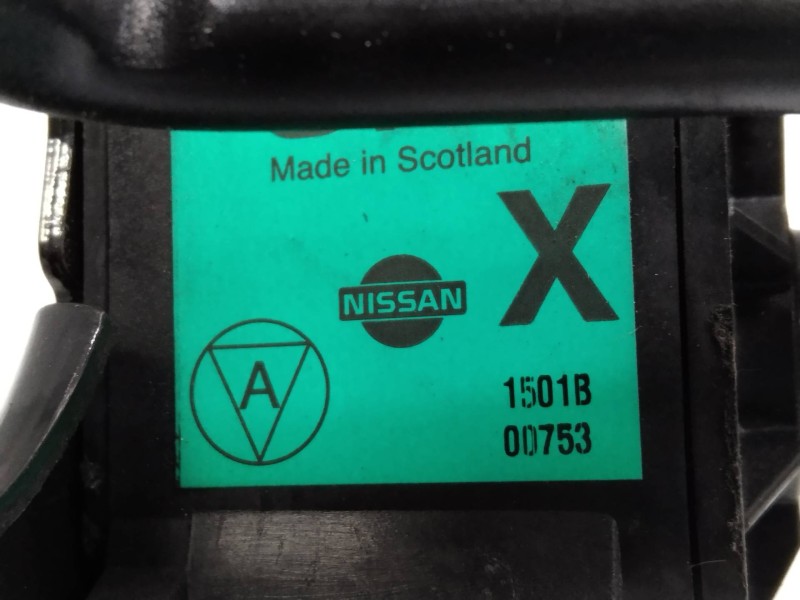 Made in Scotland
X
NISSAN
A
1501B
00753